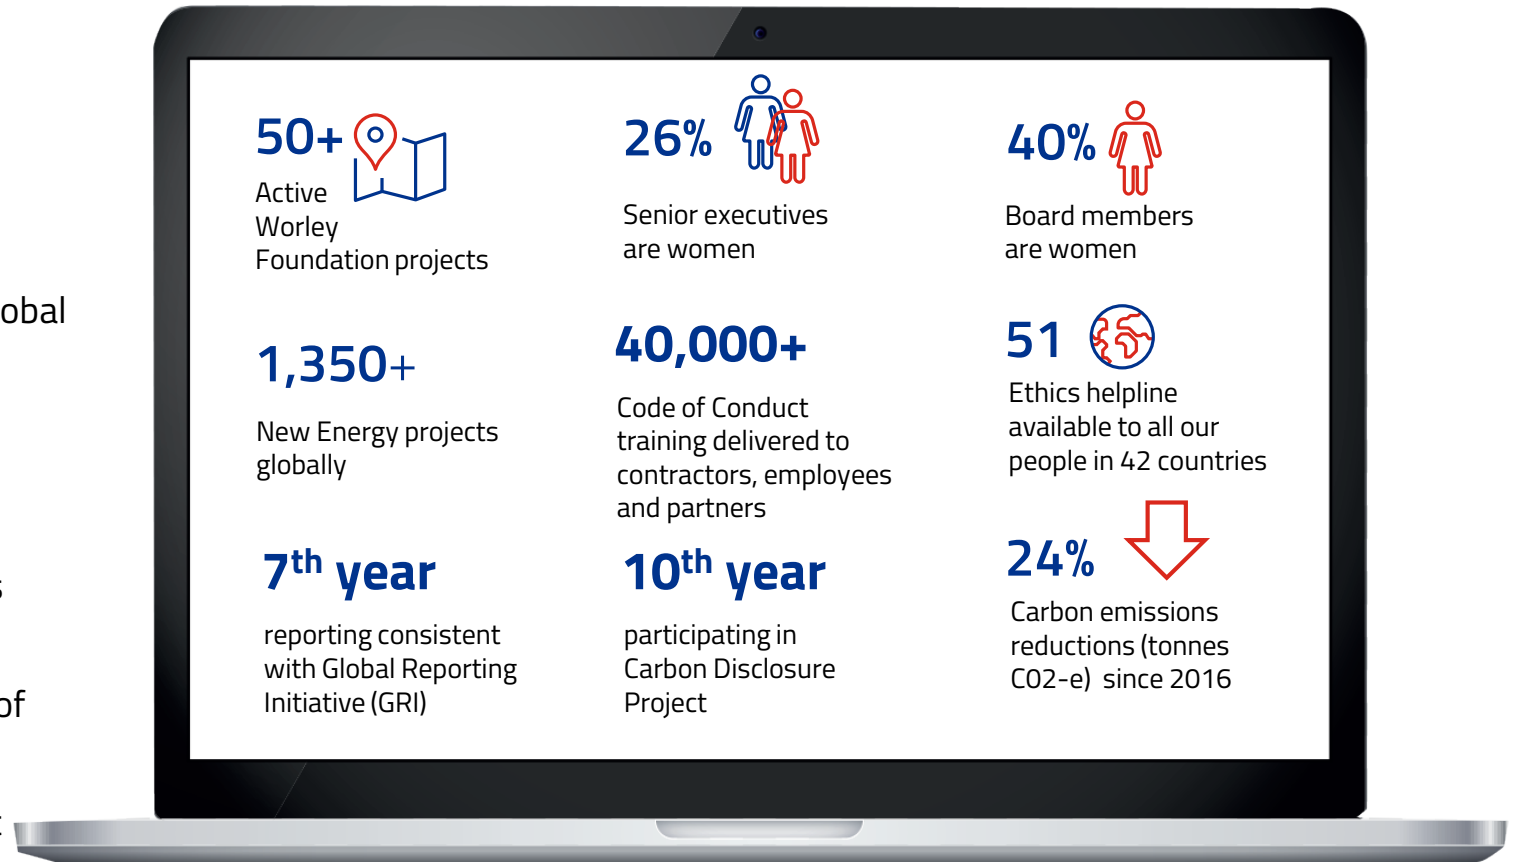 obal
s
of
t
50+
Active
Worley
Foundation projects
26%
Senior executives
are women
40%
Board members
are women
1,350+
New Energy projects
globally
40,000+
Code of Conduct
training delivered to
contractors, employees
and partners
51
Ethics helpline
available to all our
people in 42 countries
7th year
reporting consistent
with Global Reporting
Initiative (GRI)
10th year
participating in
Carbon Disclosure
Project
24%
Carbon emissions
reductions (tonnes
C02-e) since 2016